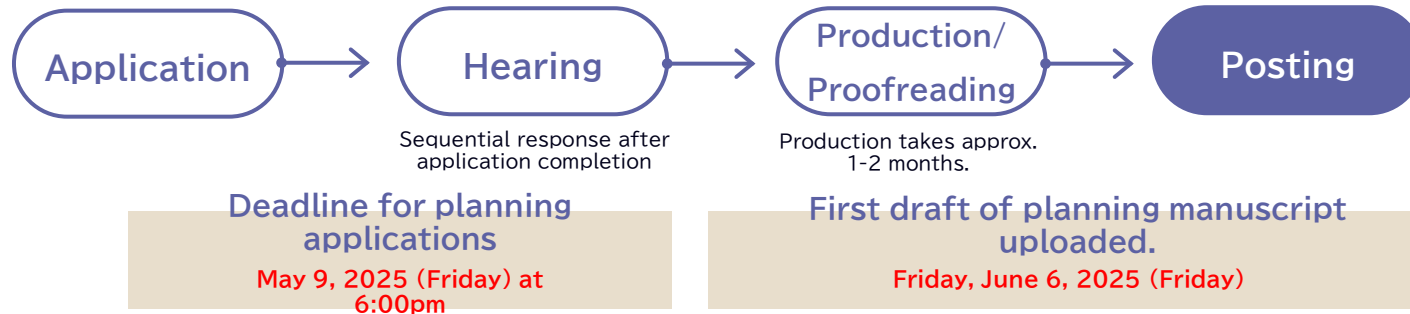 Application
Hearing
Production/
Proofreading
Posting
Sequential response after
application completion
Production takes approx.
1-2 months.
Deadline for planning
applications
May 9, 2025 (Friday) at
6:00pm
First draft of planning manuscript
uploaded.
Friday, June 6, 2025 (Friday)